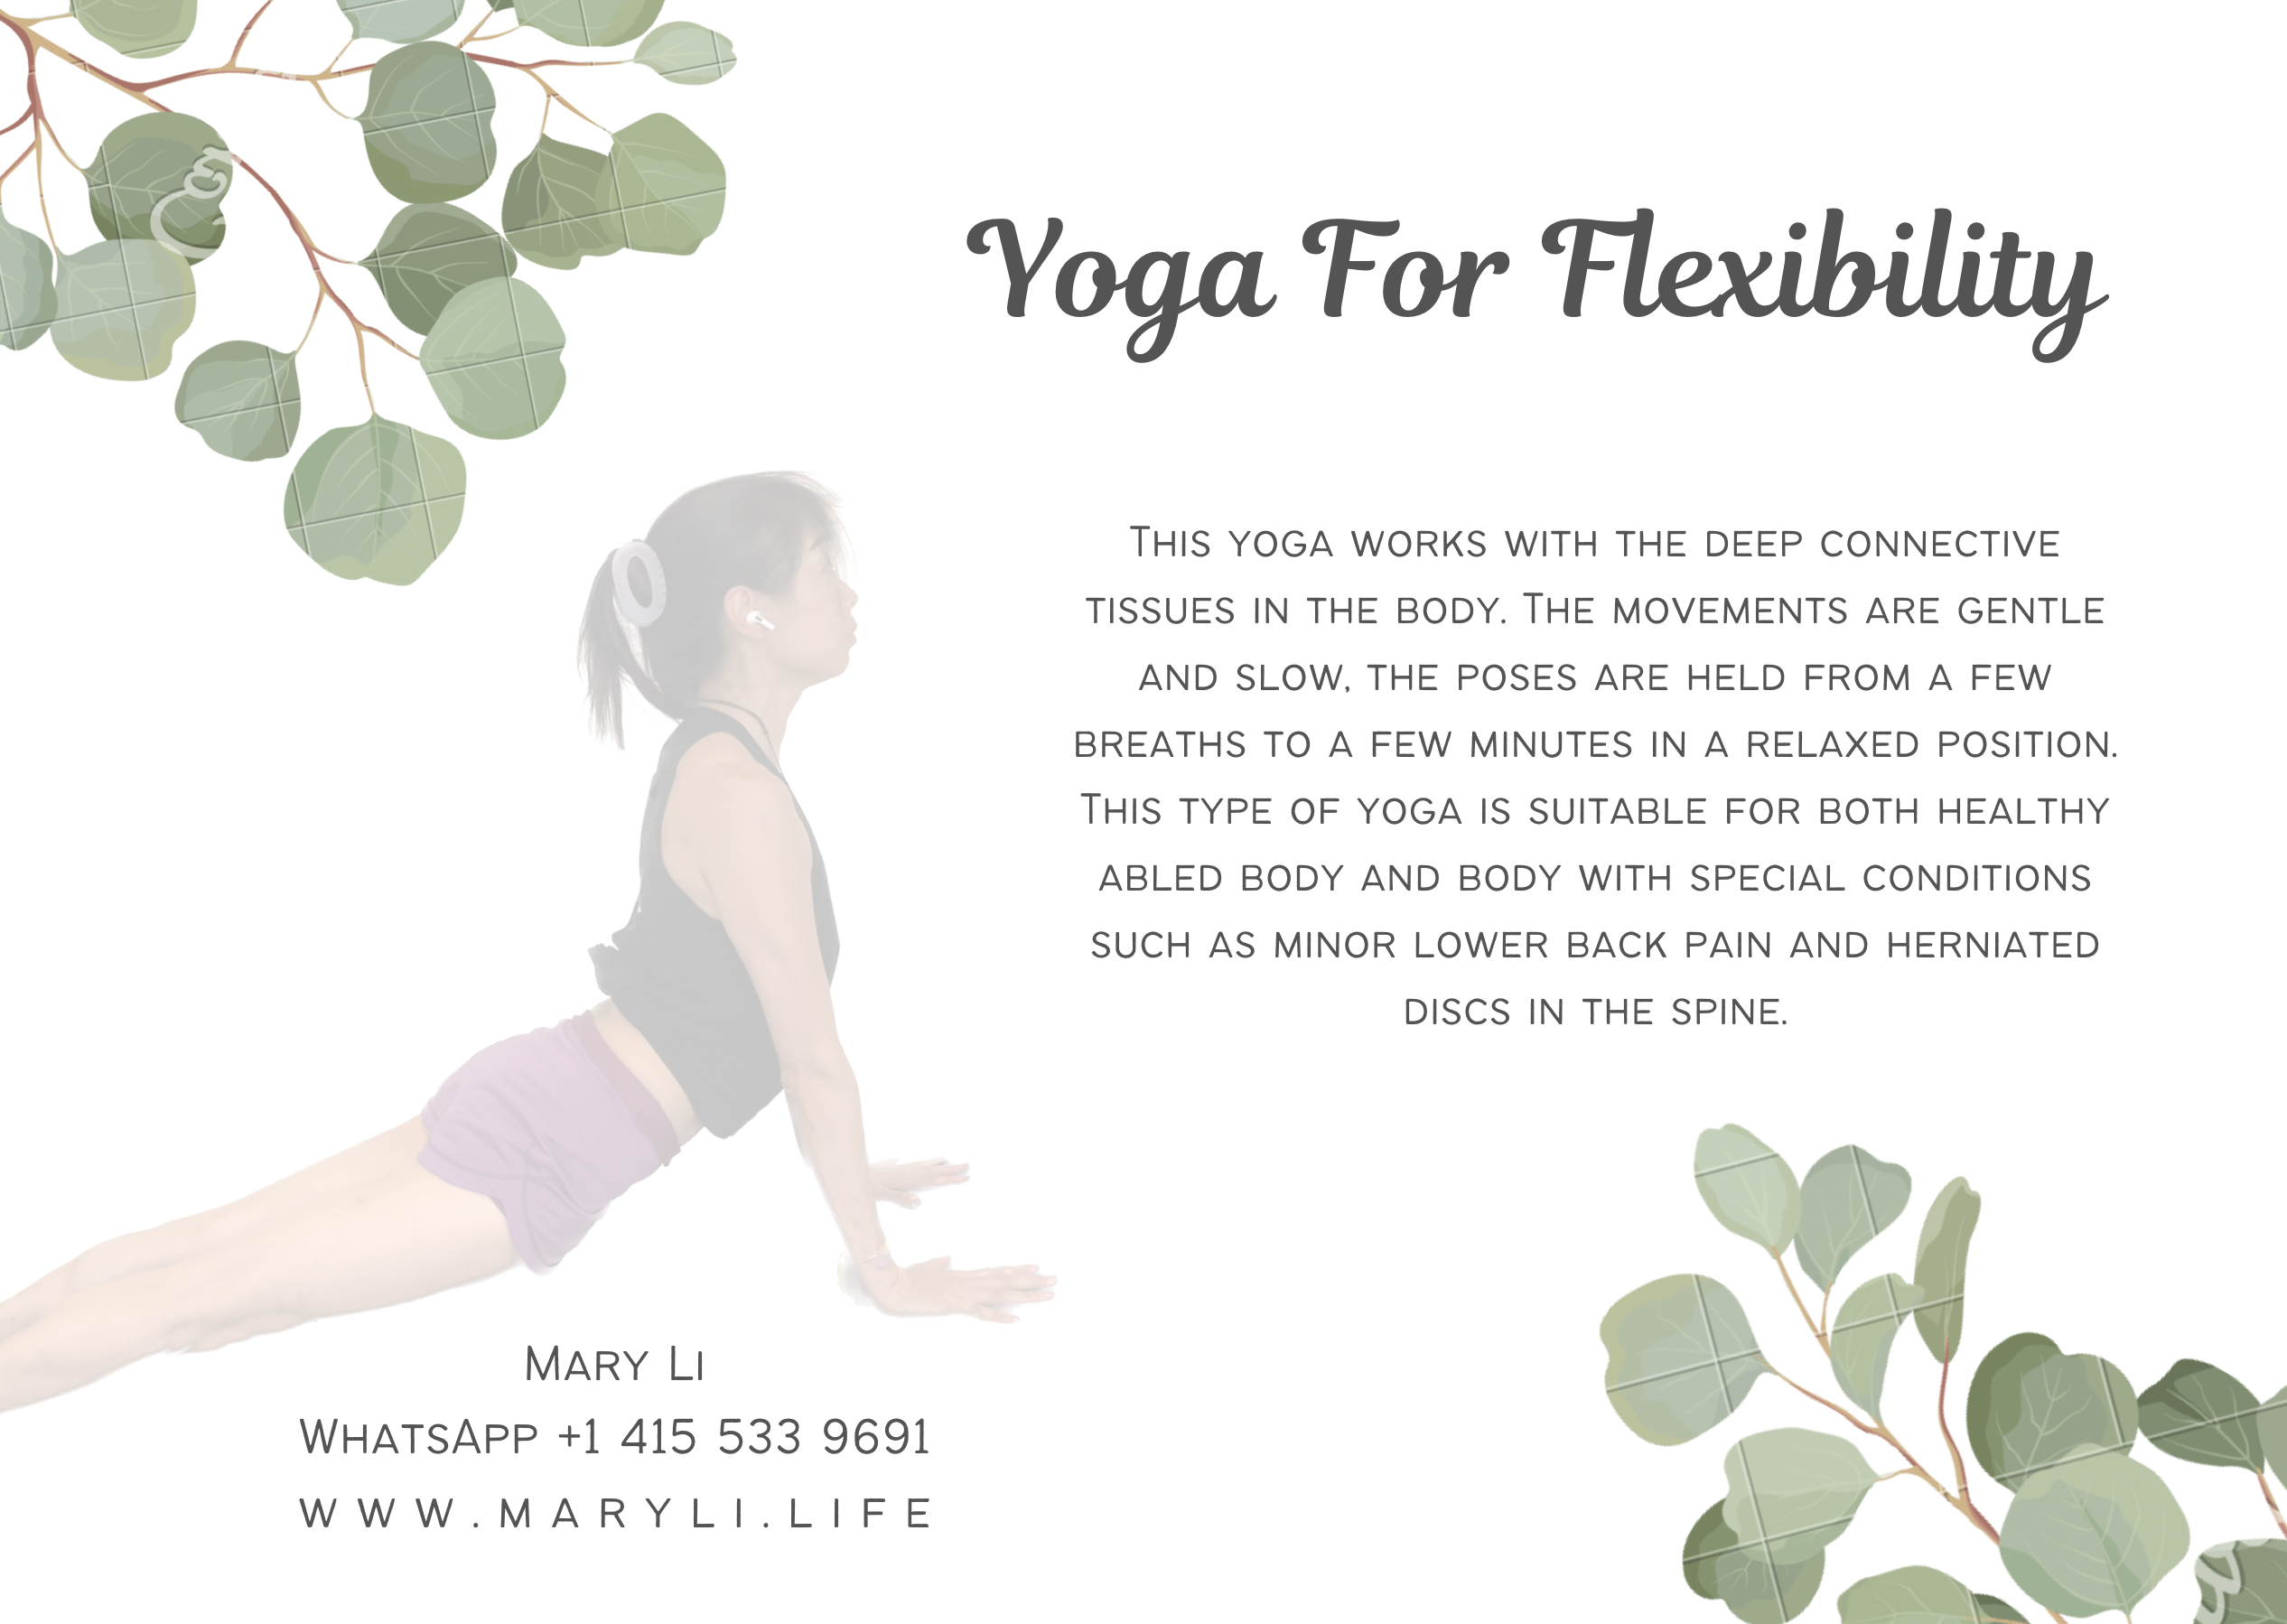 Yoga For Flexibility
This yoga works with the deep connective
tissues in the body. The movements are gentle
and slow, the poses are held from a few
breaths to a few minutes in a relaxed position.
This type of yoga is suitable for both healthy
abled body and body with special conditions
such as minor lower back pain and herniated
discs in the spine.
Mary Li
WhatsApp +1 415 533 9691
www.maryli.life